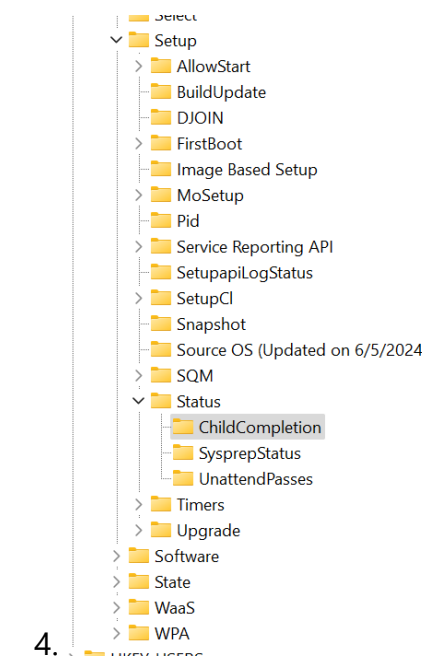 Select
Setup
AllowStart
BuildUpdate
DJOIN
FirstBoot
Image Based Setup
MoSetup
Pid
Service Reporting API
SetupapiLogStatus
SetupCl
Snapshot
Source OS (Updated on 6/5/2024
SQM
Status
ChildCompletion
SysprepStatus
UnattendPasses
Timers
Upgrade
Software
State
WaaS
WPA
4.